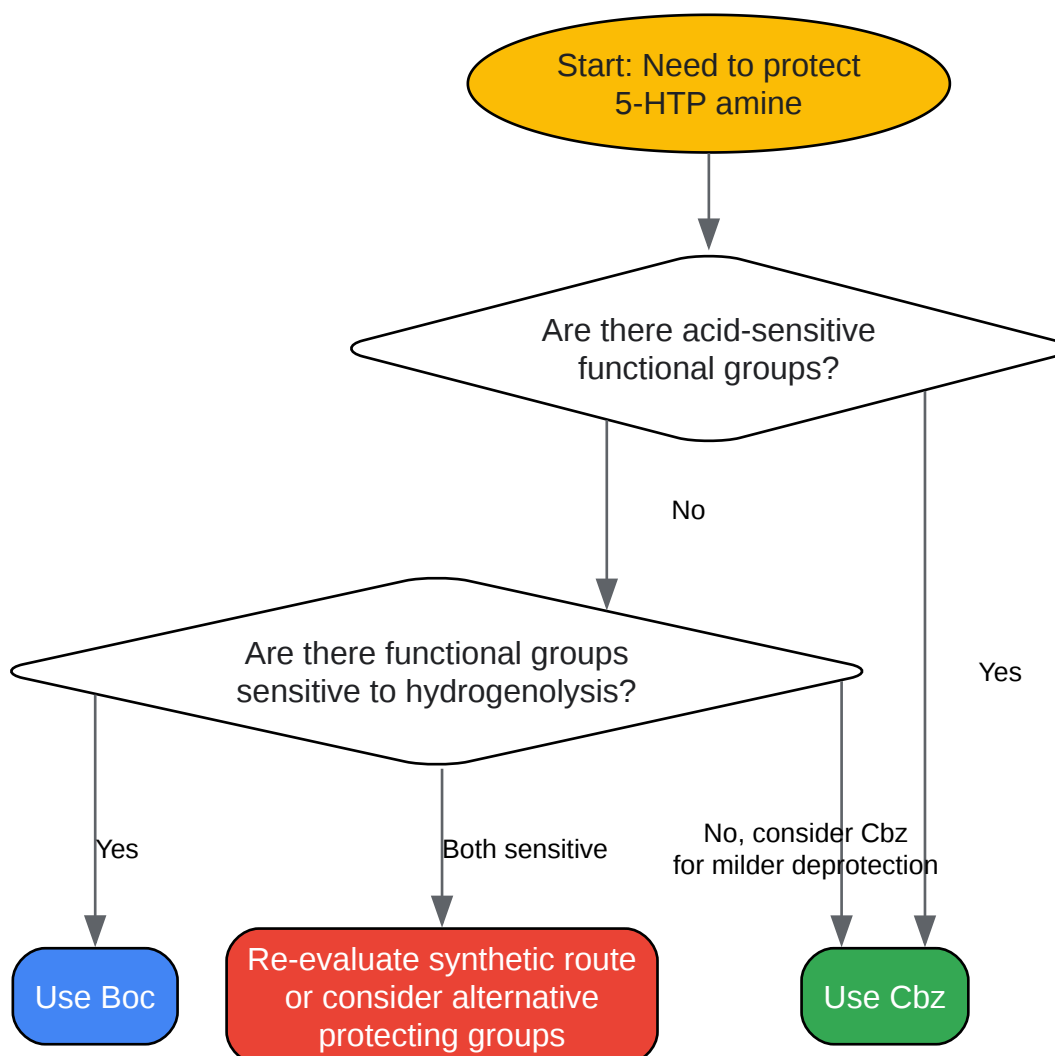 Start: Need to protect
5-HTP amine
Are there acid-sensitive
functional groups?
No
Are there functional groups
sensitive to hydrogenolysis?
Yes
Yes
Both sensitive
No, consider Cbz
for milder deprotection
Use Boc
Re-evaluate synthetic route
or consider alternative
protecting groups
Use Cbz